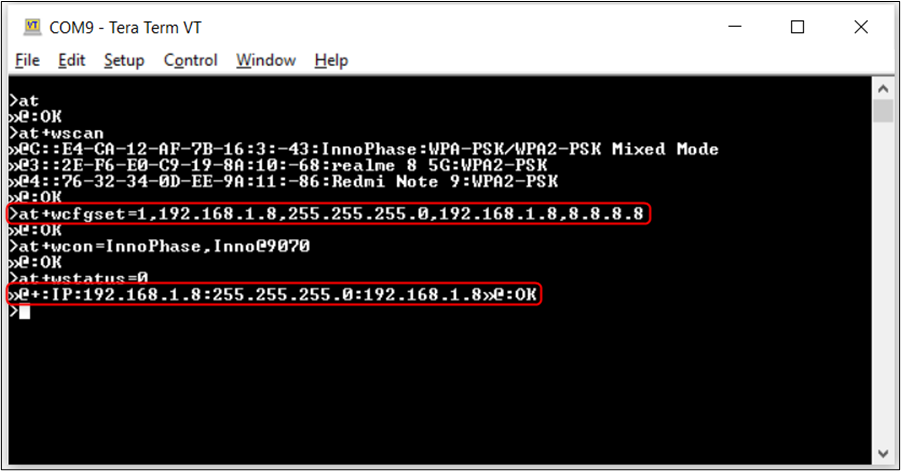 VT COM9 - Tera Term VT
File Edit Setup Control Window Help
>at
»@:OK
>at+wscan
»@C::E4-CA-12-AF-7B-16:3:-43:InnoPhase:WPA-PSK/WPA2-PSK Mixed Mode
»@3::2E-F6-E0-C9-19-8A:10:-68:realme 8 5G:WPA2-PSK
»@4::76-32-34-0D-EE-9A:11:-86:Redmi Note 9:WPA2-PSK
»@:OK
>at+wcfgset=1,192.168.1.8,255.255.255.0,192.168.1.8,8.8.8.8
»@:OK
>at+wcon=InnoPhase,Inno@9070
»@:OK
>at+wstatus=0
»@+:IP:192.168.1.8:255.255.255.0:192.168.1.8»@:OK
>